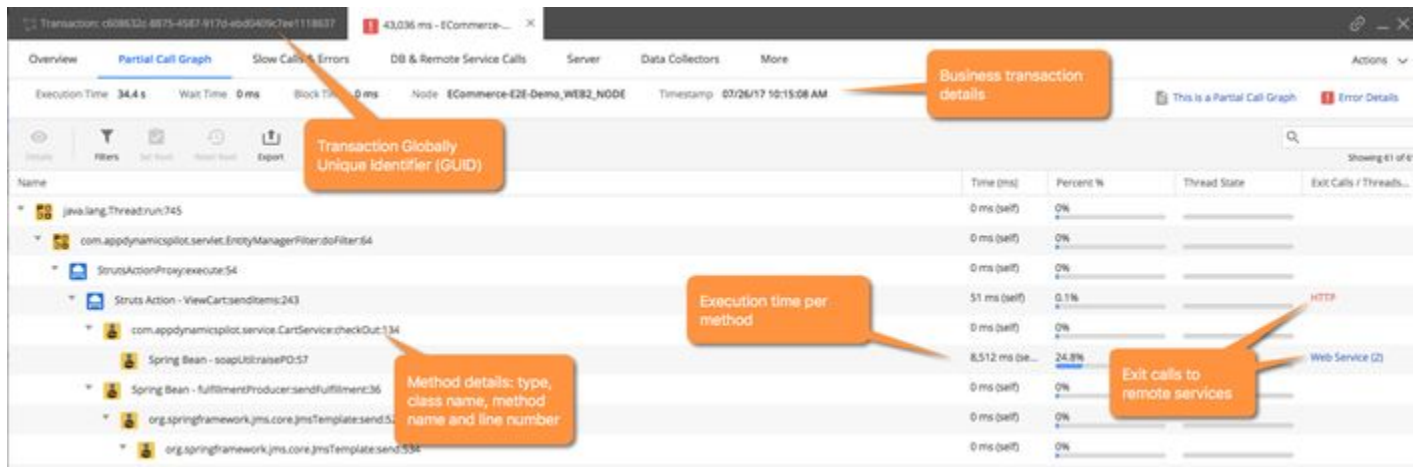 Transaction: c608632c-8875-4587-917d-ebd0409c7ee1118637
43,036 ms - ECommerce-...
Overview Partial Call Graph Slow Calls & Errors DB & Remote Service Calls Server Data Collectors More Actions
Business transaction
details
Execution Time 34.4 s Wait Time 0 ms Block 0 ms Node ECommerce-E2E-Demo_WEB2_NODE Timestamp 07/26/17 10:15:08 AM This is a Partial Call Graph Error Details
Transaction Globally
Unique Identifier (GUID)
Details Filters Set Root Reset Root Export
Showing 61 of 6
Name Time (ms) Percent % Thread State Exit Calls / Threads...
java.lang.Thread:run:745 0 ms (self) 0%
com.appdynamicspilot.servlet.EntityManagerFilter:doFilter:64 0 ms (self) 0%
StrutsActionProxy:execute:54 0 ms (self) 0%
Struts Action - ViewCart:sendItems:243 51 ms (self) 0.1% HTTP
Execution time per
method
com.appdynamicspilot.service.CartService:checkOut:134 0 ms (self) 0%
Spring Bean - soapUtil:raisePO:57 8,512 ms (se... 24.8% Web Service (2)
Exit calls to
remote services
Method details: type,
class name, method
name and line number
Spring Bean - fulfillmentProducer:sendFulfillment:36 0 ms (self) 0%
org.springframework.jms.core.JmsTemplate:send:5 0 ms (self) 0%
org.springframework.jms.core.JmsTemplate:send:534 0 ms (self) 0%